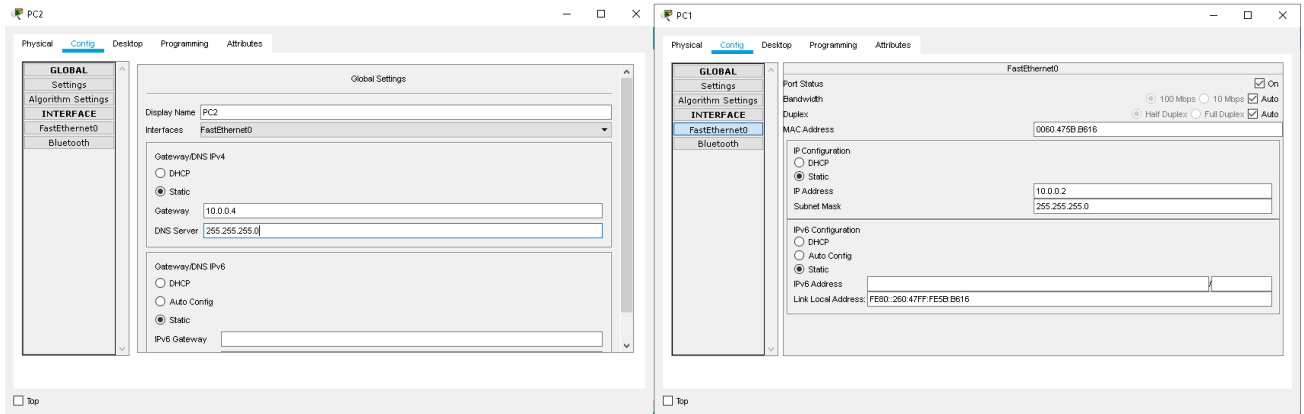 PC2
Physical Config Desktop Programming Attributes
GLOBAL
Settings
Algorithm Settings
INTERFACE
FastEthernet0
Bluetooth
Global Settings
Display Name PC2
Interfaces FastEthernet0
Gateway/DNS IPv4
DHCP
Static
Gateway 10.0.0.4
DNS Server 255.255.255.0
Gateway/DNS IPv6
DHCP
Auto Config
Static
IPv6 Gateway
Top
PC1
Physical Config Desktop Programming Attributes
GLOBAL
Settings
Algorithm Settings
INTERFACE
FastEthernet0
Bluetooth
FastEthernet0
Port Status On
Bandwidth 100 Mbps 10 Mbps Auto
Duplex Half Duplex Full Duplex Auto
MAC Address 0060.475B.B616
IP Configuration
DHCP
Static
IP Address 10.0.0.2
Subnet Mask 255.255.255.0
IPv6 Configuration
DHCP
Auto Config
Static
IPv6 Address /
Link Local Address: FE80::260:47FF:FE5B:B616
Top